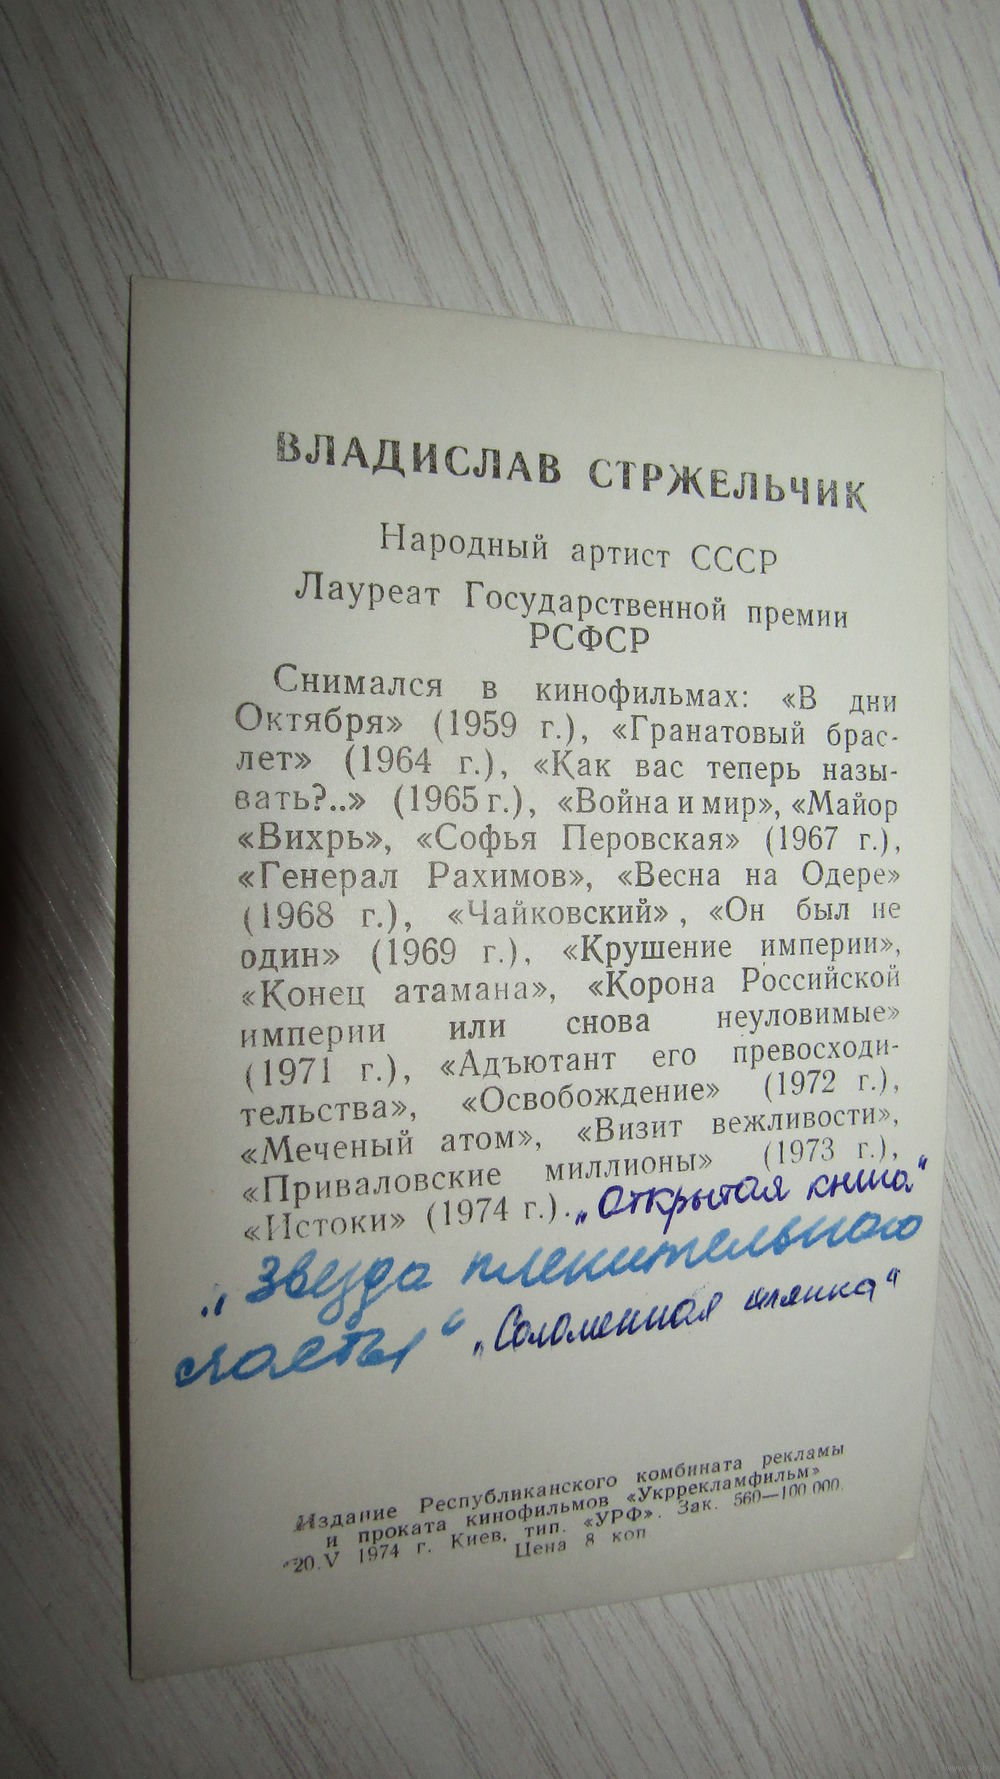 ВЛАДИСЛАВ СТРЖЕЛЬЧИК
Народный артист СССР
Лауреат Государственной премии
РСФСР
Снимался в кинофильмах: «В дни
Октября» (1959 г.), «Гранатовый брас-
лет» (1964 г.), «Как вас теперь назы-
вать?..» (1965 г.), «Война и мир», «Майор
«Вихрь», «Софья Перовская» (1967 г.),
«Генерал Рахимов», «Весна на Одере»
(1968 г.), «Чайковский», «Он был не
один» (1969 г.), «Крушение империи»,
«Конец атамана», «Корона Российской
империи или снова неуловимые»
(1971 г.), «Адъютант его превосходи-
тельства», «Освобождение» (1972 г.),
«Меченый атом», «Визит вежливости»,
«Приваловские миллионы» (1973 г.),
«Истоки» (1974 г.). „Открытая книга"
„Звезда пленительного
счастья" „Соломенная шляпка"
Издание Республиканского комбината рекламы
и проката кинофильмов «Укррекламфильм»
20.V 1974 г. Киев, тип. «УРФ». Зак. 560—100 000.
Цена 8 коп